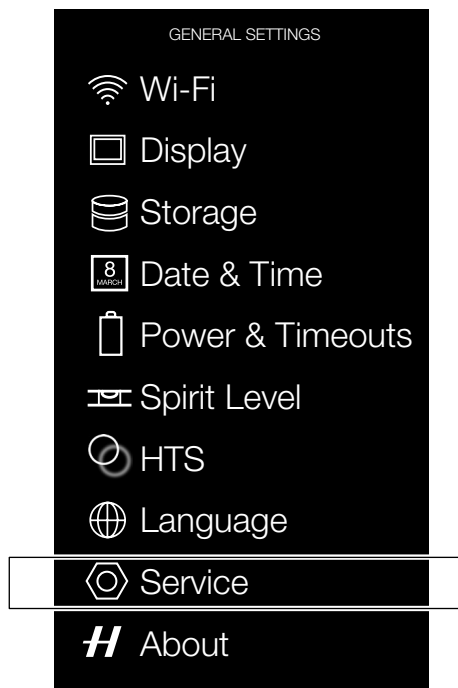 GENERAL SETTINGS
Wi-Fi
Display
Storage
8
MARCH
Date & Time
Power & Timeouts
Spirit Level
HTS
Language
Service
H About